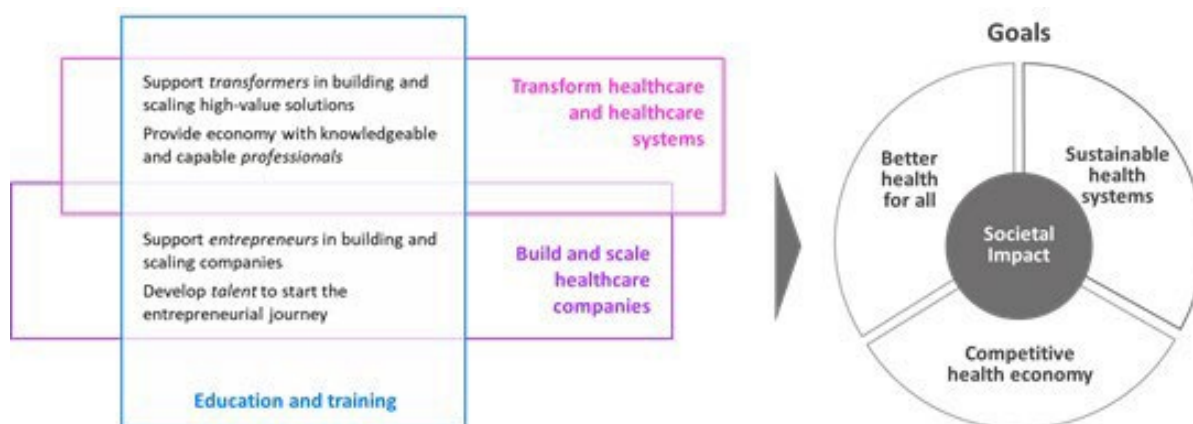 Support transformers in building and
scaling high-value solutions
Provide economy with knowledgeable
and capable professionals
Transform healthcare
and healthcare
systems
Support entrepreneurs in building and
scaling companies
Develop talent to start the
entrepreneurial journey
Build and scale
healthcare
companies
Education and training
Goals
Better
health
for all
Sustainable
health
systems
Societal
Impact
Competitive
health economy